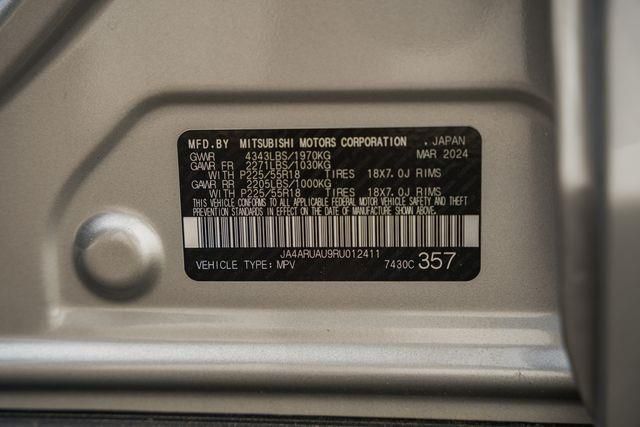 MFD.BY MITSUBISHI MOTORS CORPORATION . JAPAN
GVWR 4343LBS/1970KG MAR 2024
GAWR FR 2271LBS/1030KG
WITH P225/55R18 TIRES 18X7.0J RIMS
GAWR RR 2205LBS/1000KG
WITH P225/55R18 TIRES 18X7.0J RIMS
THIS VEHICLE CONFORMS TO ALL APPLICABLE FEDERAL MOTOR VEHICLE SAFETY AND THEFT
PREVENTION STANDARDS IN EFFECT ON THE DATE OF MANUFACTURE SHOWN ABOVE.
JA4ARUAU9RU012411
VEHICLE TYPE: MPV 7430C 357